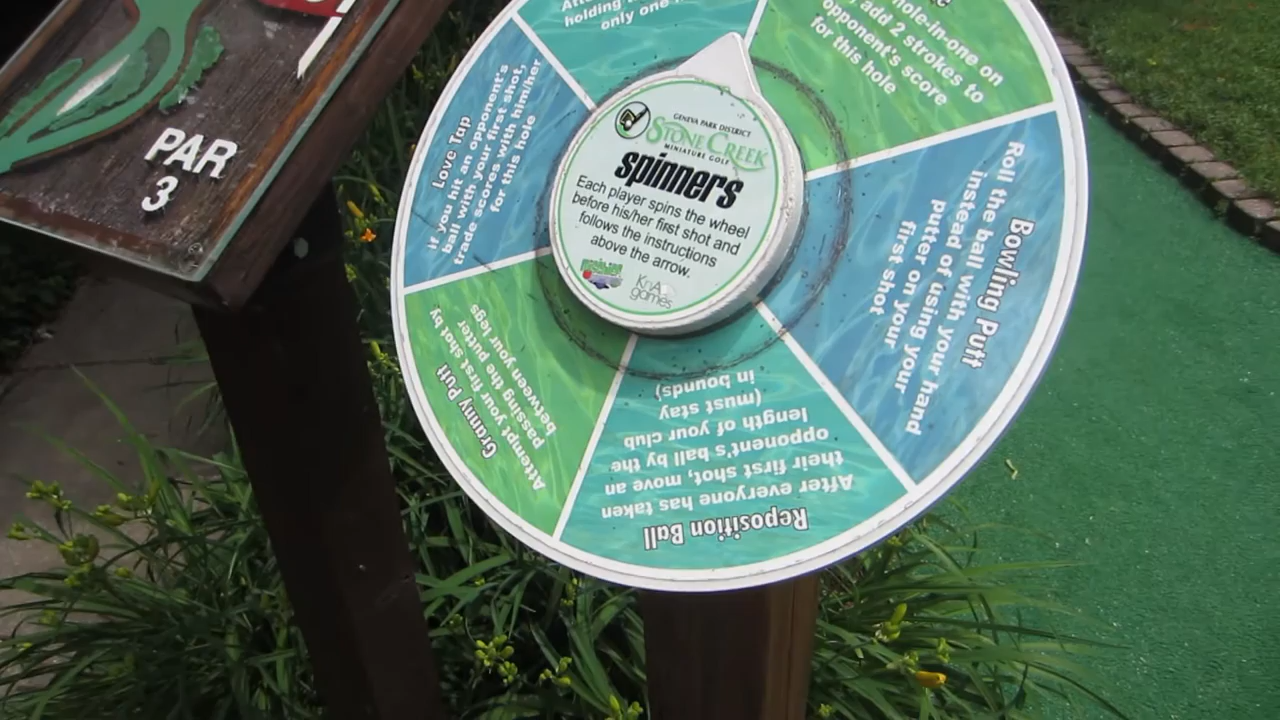 PAR
3
holding
only one
hole-in-one on
add 2 strokes to
opponent's score
for this hole
Love Tap
If you hit an opponent's
ball with your first shot,
trade scores with him/her
for this hole
GENEVA PARK DISTRICT
STONE CREEK
MINIATURE GOLF
spinners
Each player spins the wheel
before his/her first shot and
follows the instructions
above the arrow.
KriA
games
Bowling Putt
Roll the ball with your hand
instead of using your
putter on your
first shot
Reposition Ball
After everyone has taken
their first shot, move an
opponent's ball by the
length of your club
(must stay
in bounds)
Granny Putt
Attempt your first shot by
passing the putter
between your legs